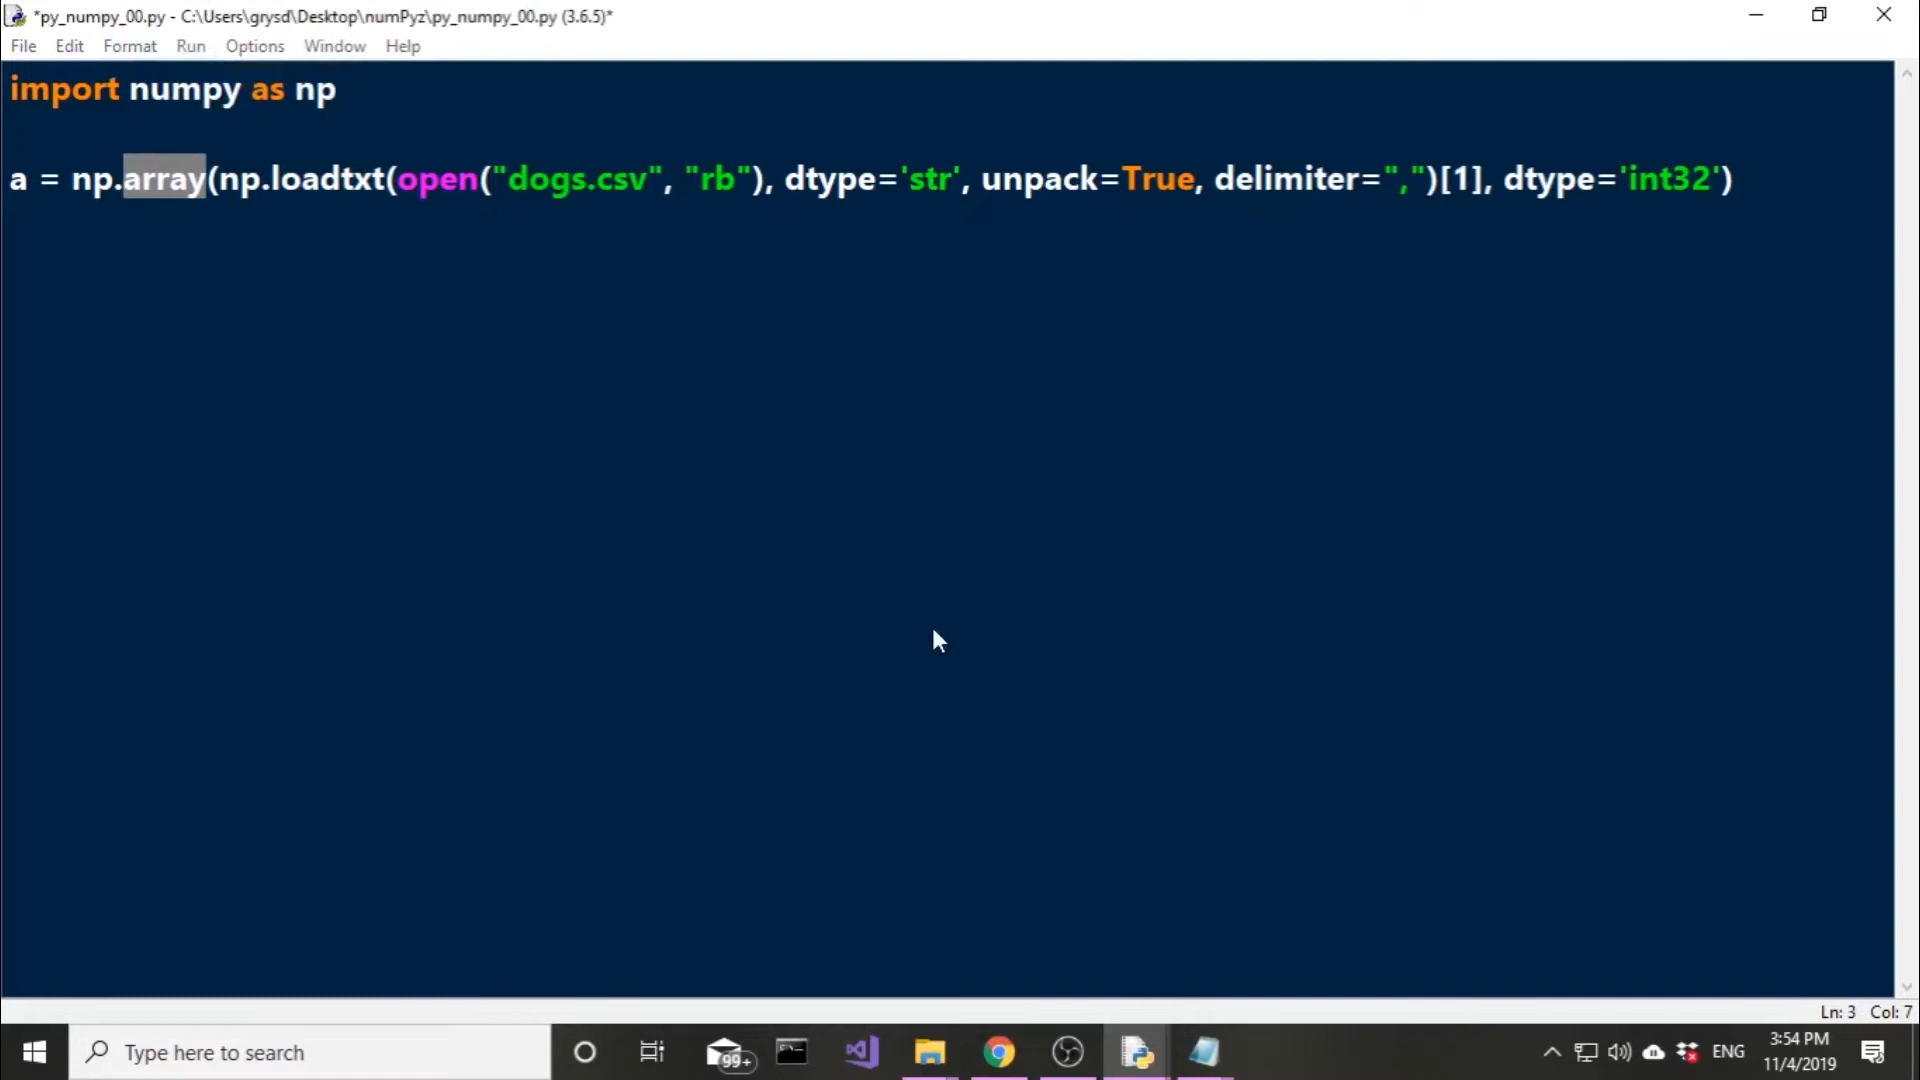 *py_numpy_00.py - C:\Users\grysd\Desktop\numPyz\py_numpy_00.py (3.6.5)*
File Edit Format Run Options Window Help
import numpy as np
a = np.array(np.loadtxt(open("dogs.csv", "rb"), dtype='str', unpack=True, delimiter=",")[1], dtype='int32')
Ln: 3 Col: 7
Type here to search
99+
ENG
3:54 PM
11/4/2019